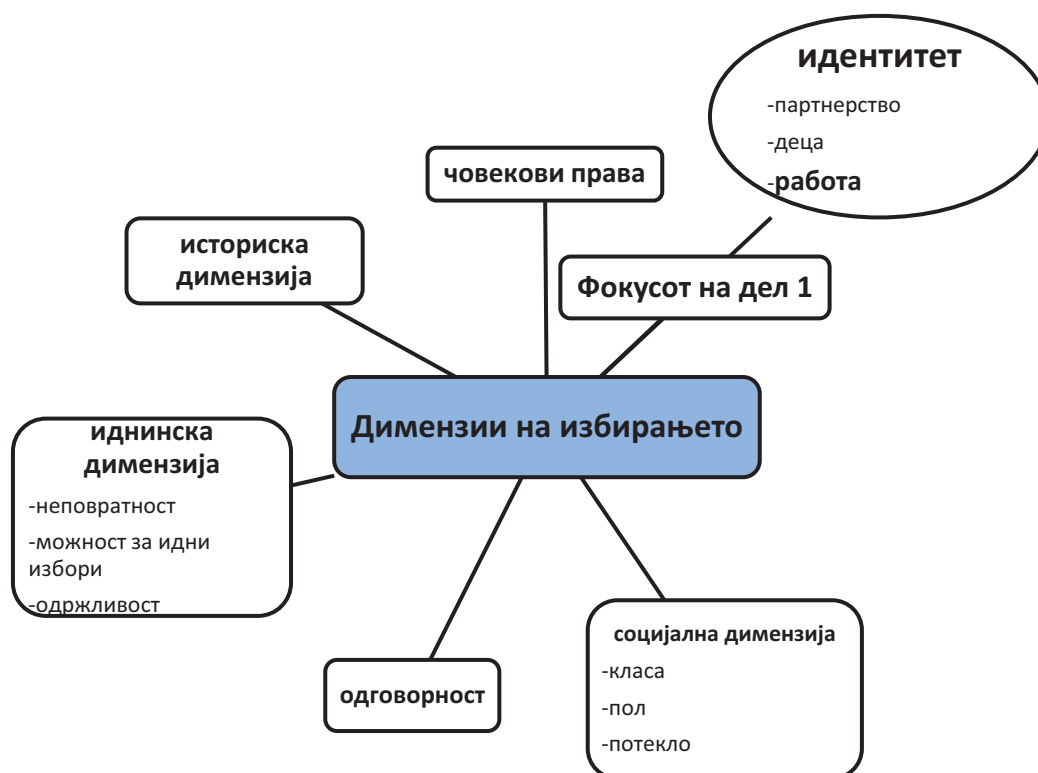 идентитет
-партнерство
-деца
-работа
човекови права
историска
димензија
Фокусот на дел 1
Димензии на избирањето
иднинска
димензија
-неповратност
-можност за идни
избори
-одржливост
социјална димензија
-класа
-пол
-потекло
одговорност